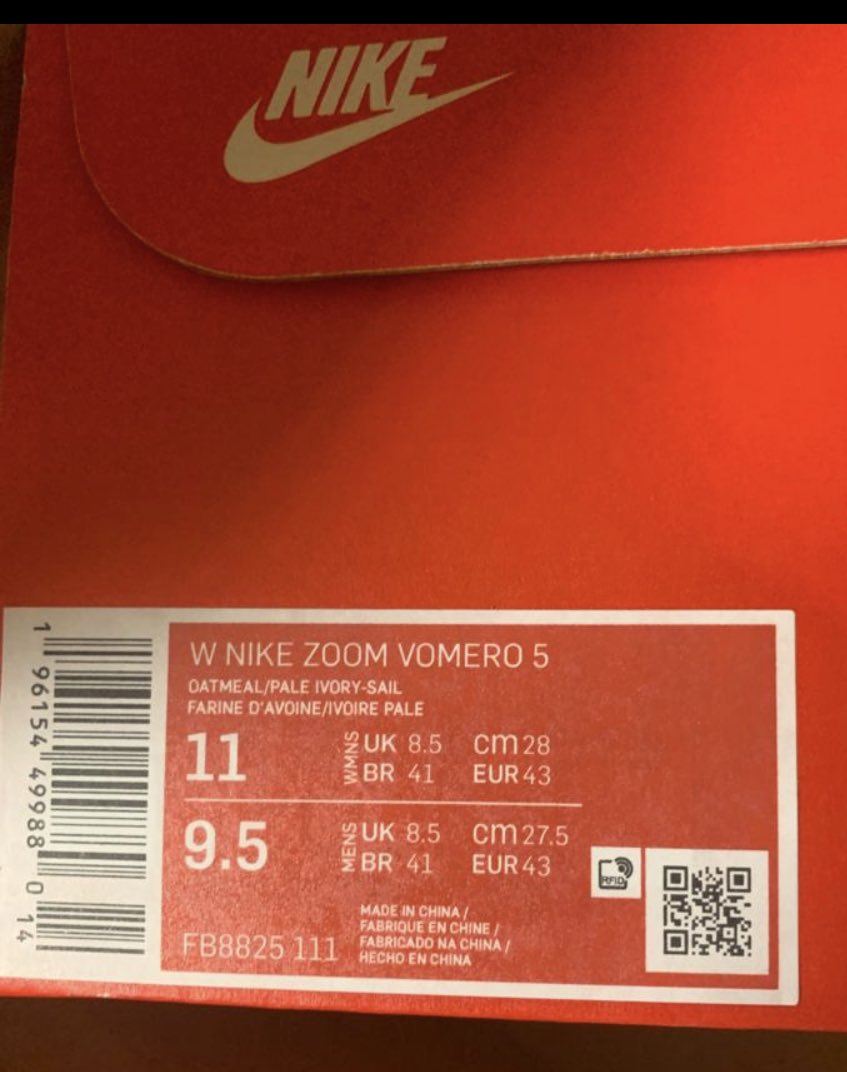 NIKE
W NIKE ZOOM VOMERO 5
OATMEAL/PALE IVORY-SAIL
FARINE D'AVOINE/IVOIRE PALE
11 WMNS UK 8.5 cm 28
BR 41 EUR 43
9.5 MENS UK 8.5 cm 27.5
BR 41 EUR 43
RFID
FB8825 111
MADE IN CHINA /
FABRIQUE EN CHINE /
FABRICADO NA CHINA /
HECHO EN CHINA
1 96154 49988 0 14